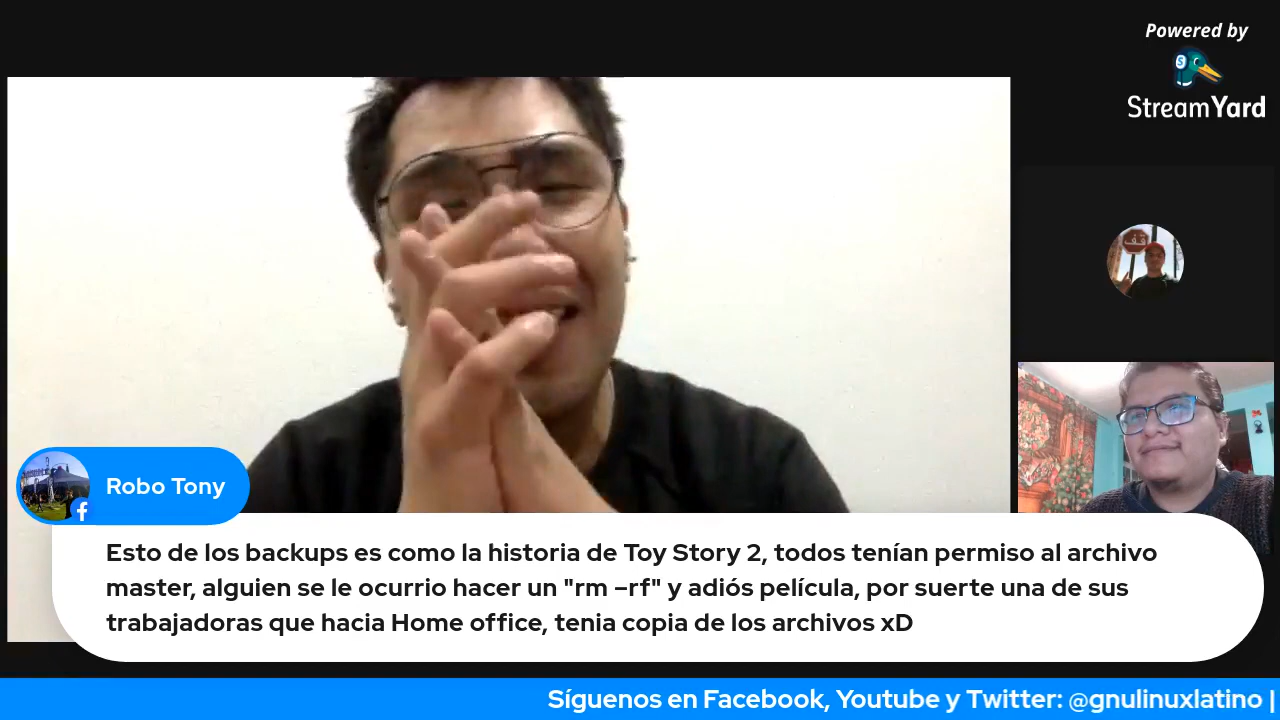 Powered by
StreamYard
قف
Robo Tony
Esto de los backups es como la historia de Toy Story 2, todos tenían permiso al archivo
master, alguien se le ocurrio hacer un "rm –rf" y adiós película, por suerte una de sus
trabajadoras que hacia Home office, tenia copia de los archivos xD
Síguenos en Facebook, Youtube y Twitter: @gnulinuxlatino |